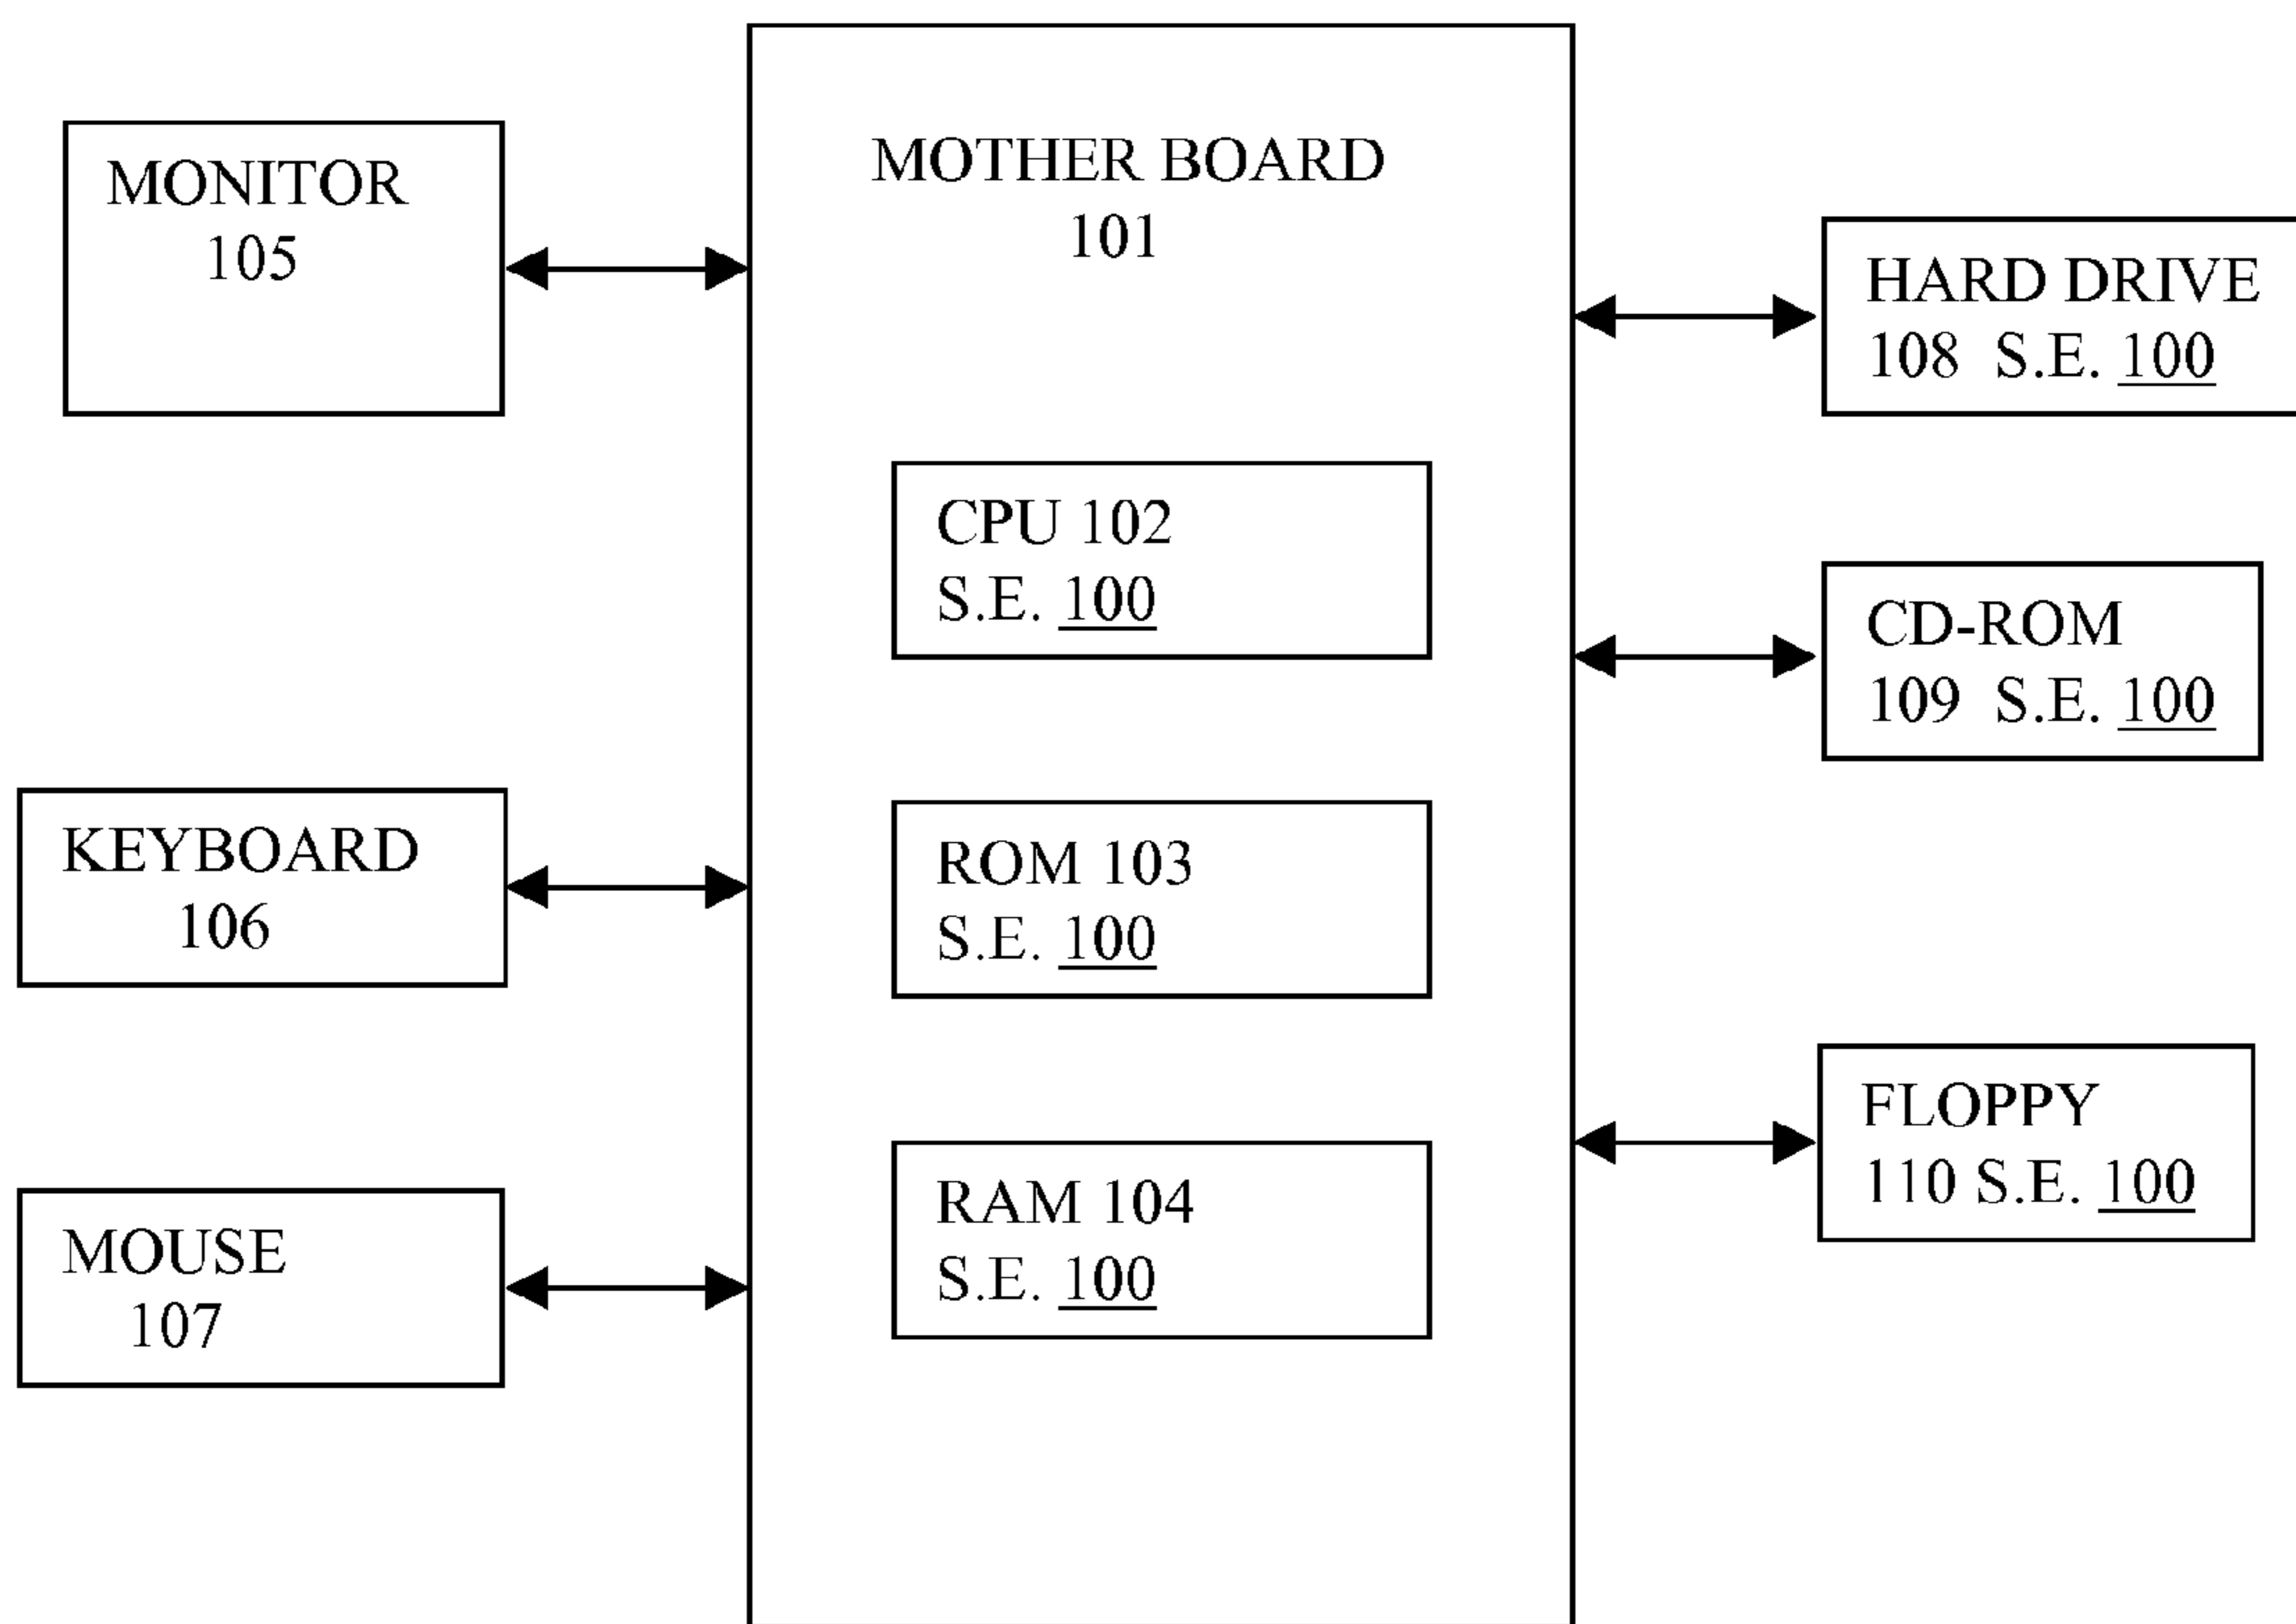 MOTHER BOARD
101
MONITOR
105
HARD DRIVE
108 S.E. 100
CPU 102
S.E. 100
CD-ROM
109 S.E. 100
KEYBOARD
106
ROM 103
S.E. 100
FLOPPY
110 S.E. 100
RAM 104
S.E. 100
MOUSE
107